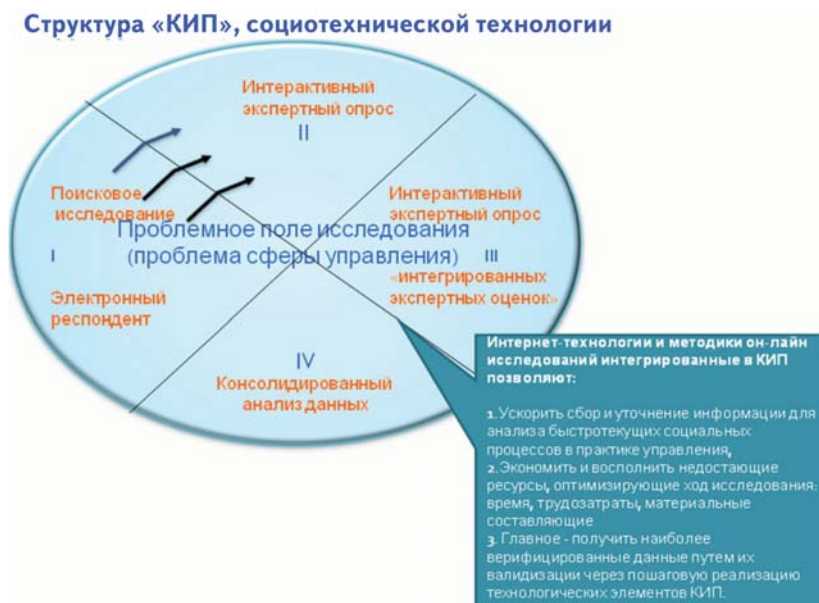 Структура «КИП», социотехнической технологии
Интерактивный
экспертный опрос
II
Поисковое
исследование
Интерактивный
экспертный опрос
Проблемное поле исследования
(проблема сферы управления)
I
III
«интегрированных
экспертных оценок»
Электронный
респондент
IV
Консолидированный
анализ данных
Интернет-технологии и методики он-лайн
исследований интегрированные в КИП
позволяют:
1.Ускорить сбор и уточнение информации для
анализа быстротекущих социальных
процессов в практике управления,
2. Экономить и восполнить недостающие
ресурсы, оптимизирующие ход исследования:
время, трудозатраты, материальные
составляющие
3. Главное - получить наиболее
верифицированные данные путем их
валидизации через пошаговую реализацию
технологических элементов КИП.